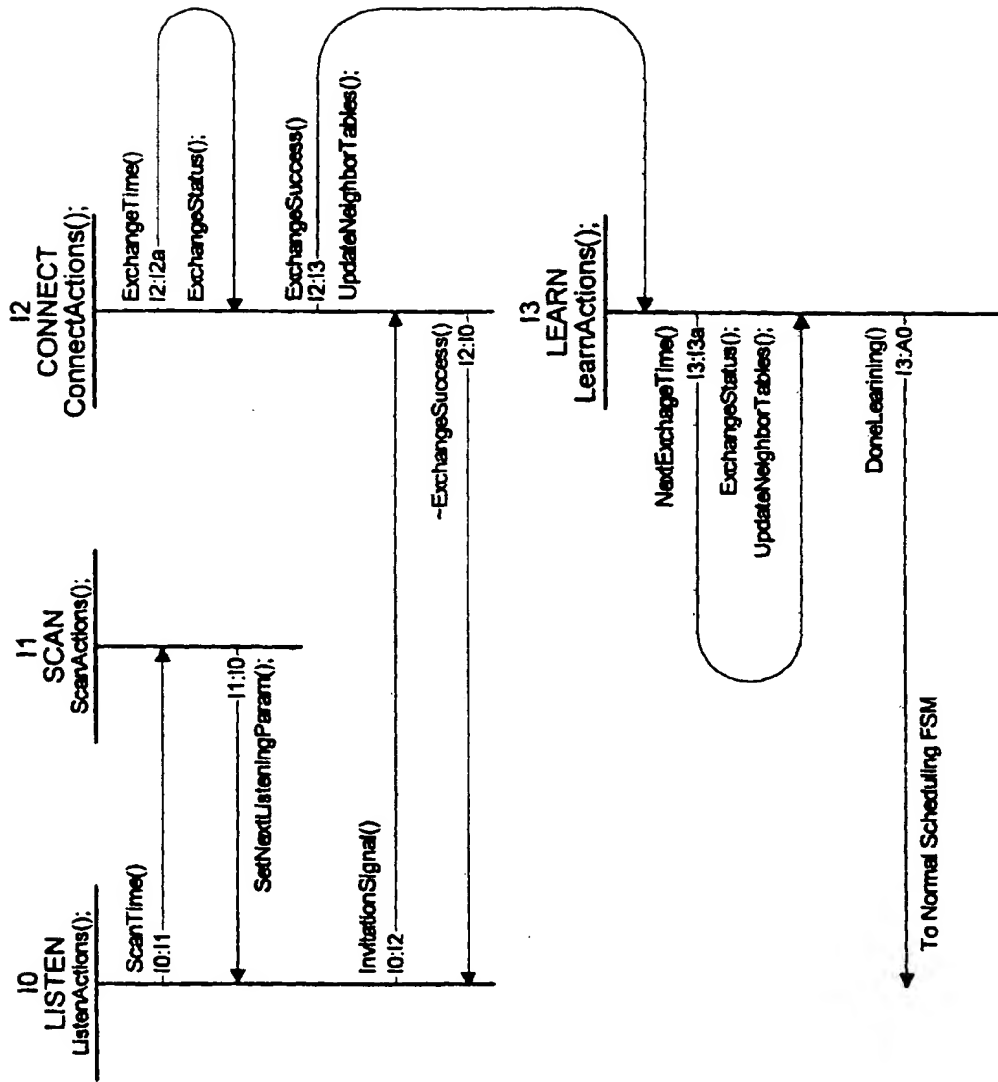 I0
LISTEN
ListenActions();
I1
SCAN
ScanActions();
I2
CONNECT
ConnectActions();
ScanTime()
I0:I1
I1:I0
SetNextListeningParam();
ExchangeTime()
I2:I2a
ExchangeStatus();
ExchangeSuccess()
I2:I3
UpdateNeighborTables();
InvitationSignal()
I0:I2
~ExchangeSuccess()
I2:I0
I3
LEARN
LearnActions();
NextExchageTime()
I3:I3a
ExchangeStatus();
UpdateNeighborTables();
DoneLearining()
I3:A0
To Normal Scheduling FSM